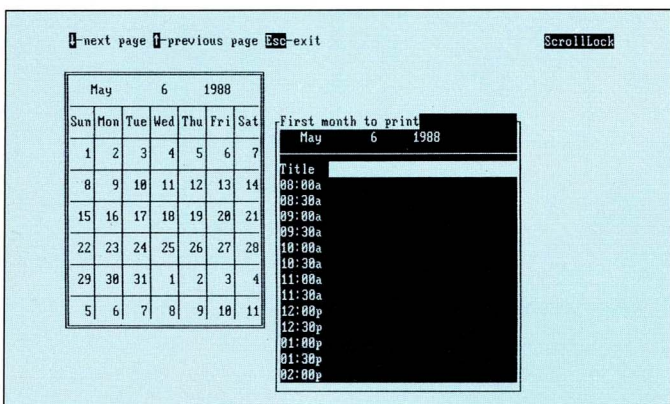 ↓-next page ↑-previous page Esc-exit ScrollLock
May 6 1988
Sun Mon Tue Wed Thu Fri Sat
1 2 3 4 5 6 7
8 9 10 11 12 13 14
15 16 17 18 19 20 21
22 23 24 25 26 27 28
29 30 31 1 2 3 4
5 6 7 8 9 10 11
First month to print
May 6 1988
Title
08:00a
08:30a
09:00a
09:30a
10:00a
10:30a
11:00a
11:30a
12:00p
12:30p
01:00p
01:30p
02:00p